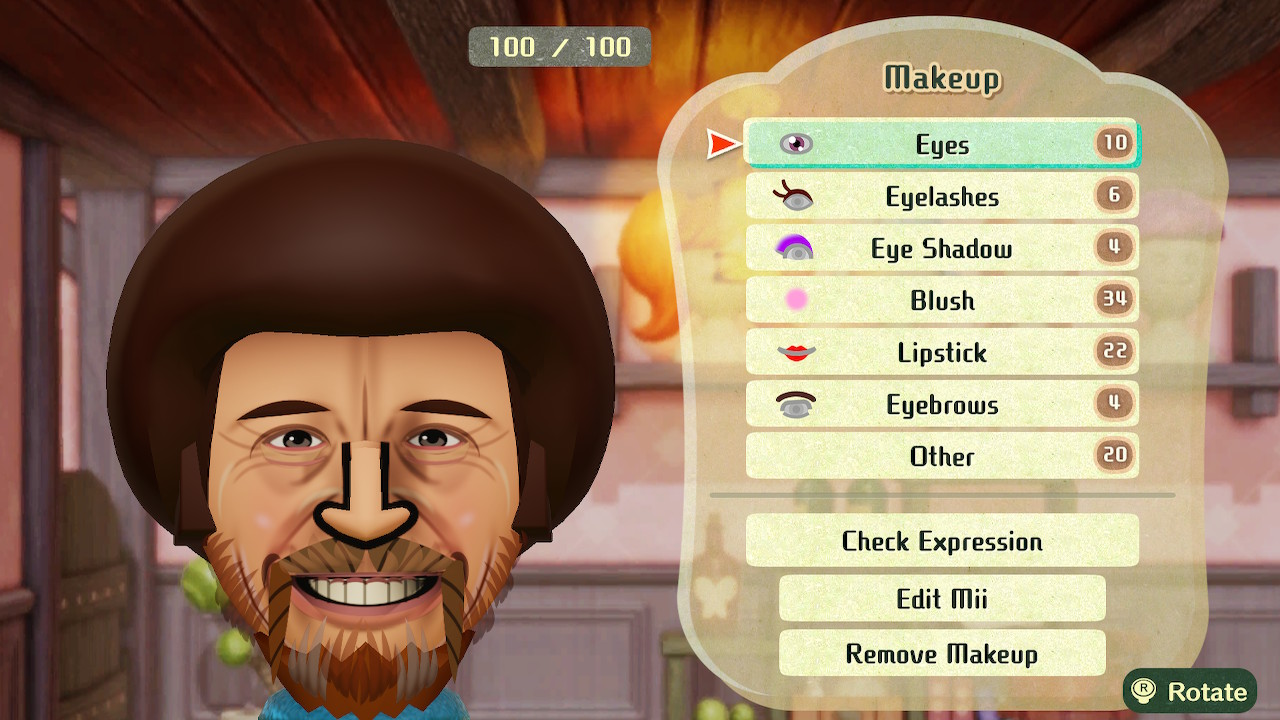 100 / 100
Makeup
Eyes 10
Eyelashes 6
Eye Shadow 4
Blush 34
Lipstick 22
Eyebrows 4
Other 20
Check Expression
Edit Mii
Remove Makeup
R Rotate